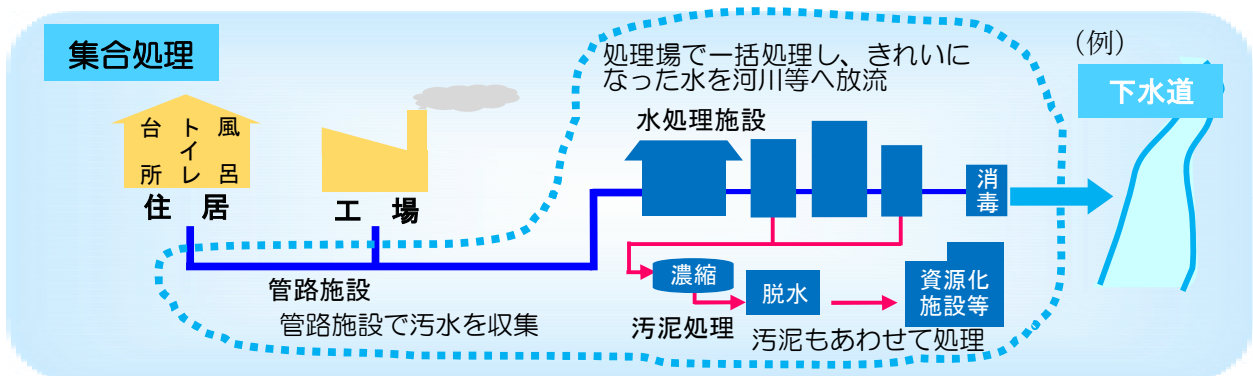 集合処理
台所
トイレ
風呂
住 居
工 場
管路施設
管路施設で汚水を収集
処理場で一括処理し、きれいに
なった水を河川等へ放流
水処理施設
消毒
濃縮
脱水
資源化
施設等
汚泥処理
汚泥もあわせて処理
（例）
下水道